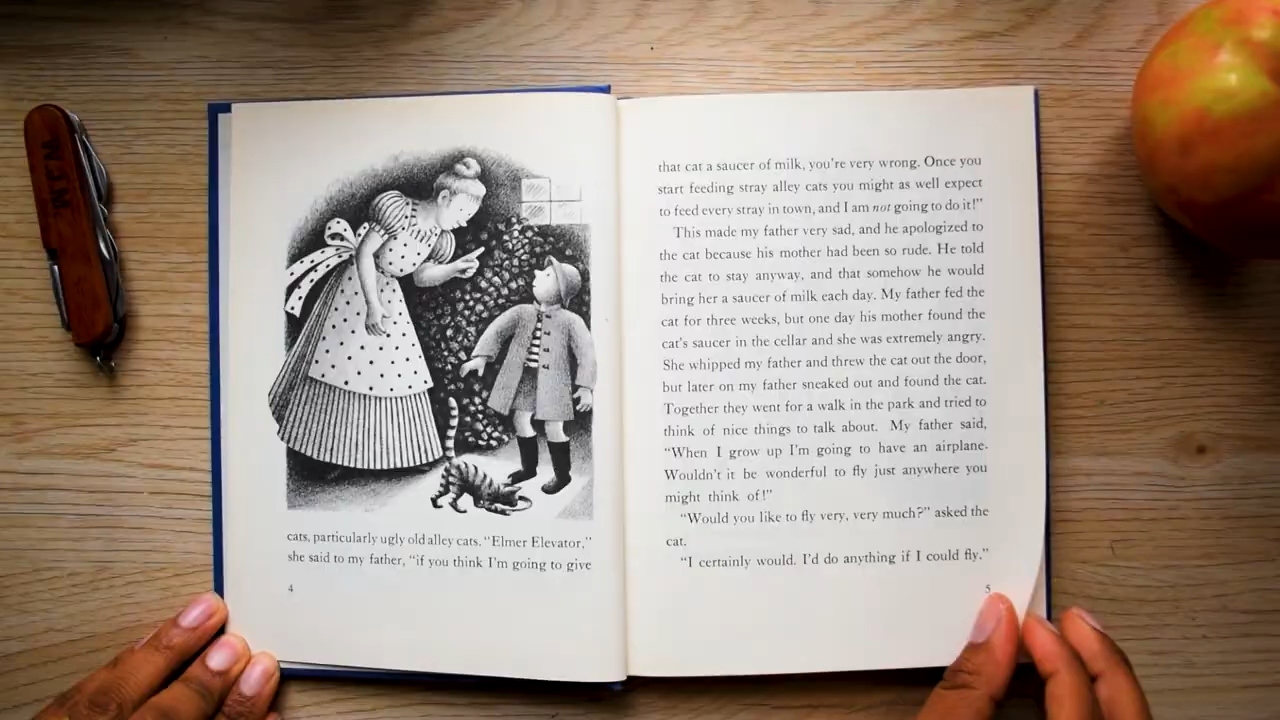 W.J.M.
cats, particularly ugly old alley cats. “Elmer Elevator,”
she said to my father, “if you think I’m going to give
4
that cat a saucer of milk, you’re very wrong. Once you
start feeding stray alley cats you might as well expect
to feed every stray in town, and I am not going to do it!”
This made my father very sad, and he apologized to
the cat because his mother had been so rude. He told
the cat to stay anyway, and that somehow he would
bring her a saucer of milk each day. My father fed the
cat for three weeks, but one day his mother found the
cat’s saucer in the cellar and she was extremely angry.
She whipped my father and threw the cat out the door,
but later on my father sneaked out and found the cat.
Together they went for a walk in the park and tried to
think of nice things to talk about. My father said,
“When I grow up I’m going to have an airplane.
Wouldn’t it be wonderful to fly just anywhere you
might think of!”
“Would you like to fly very, very much?” asked the
cat.
“I certainly would. I’d do anything if I could fly.”
5